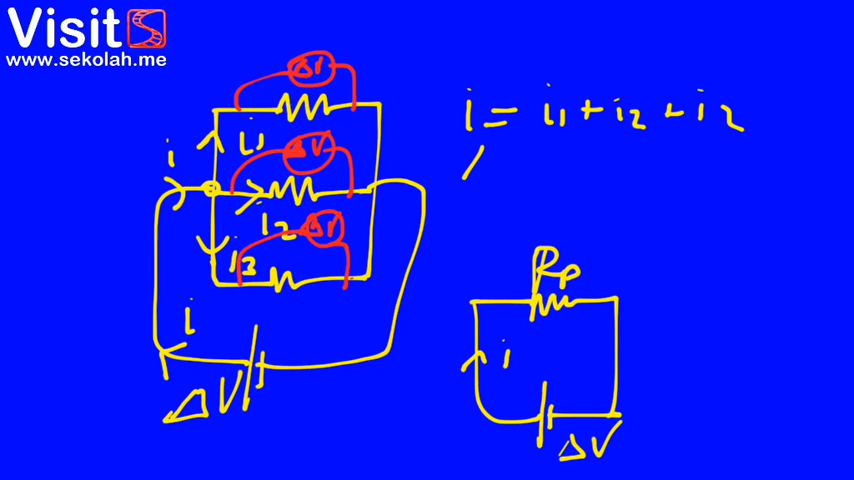 Visit S
www.sekolah.me
ΔV
i = i1 + i2 + i2
i
i1
ΔV
i2
ΔV
i3
i
ΔV
Rp
i
ΔV